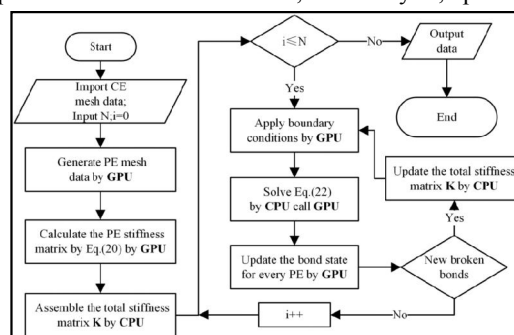 Start
Import CE
mesh data;
Input N,i=0
Generate PE mesh
data by GPU
Calculate the PE stiffness
matrix by Eq.(20) by GPU
Assemble the total stiffness
matrix K by CPU
i≤N
No
Yes
Output
data
End
Apply boundary
conditions by GPU
Solve Eq.(22)
by CPU call GPU
Update the bond state
for every PE by GPU
New broken
bonds
Yes
Update the total stiffness
matrix K by CPU
No
i++